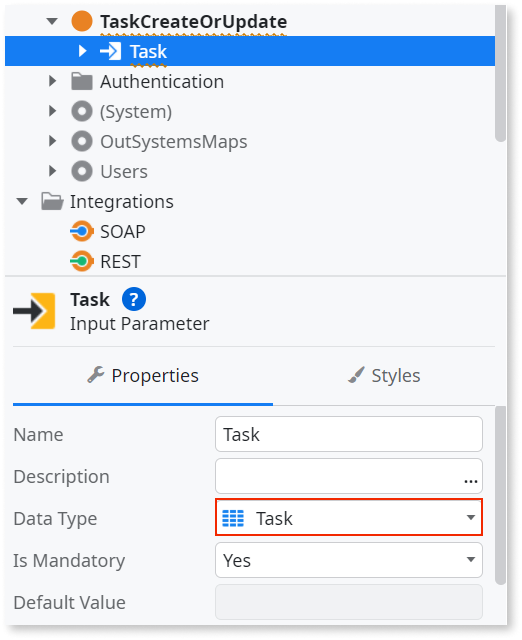 TaskCreateOrUpdate
Task
Authentication
(System)
OutSystemsMaps
Users
Integrations
SOAP
REST
Task ?
Input Parameter
Properties Styles
Name Task
Description ...
Data Type Task
Is Mandatory Yes
Default Value